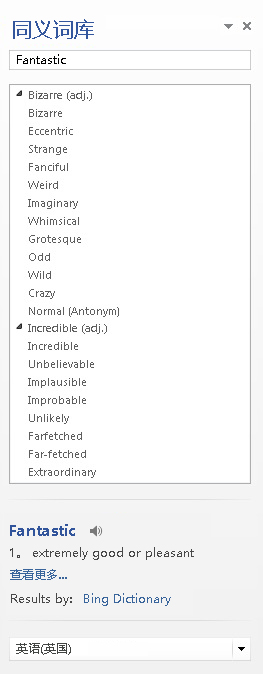 同义词库
Fantastic
Bizarre (adj.)
Bizarre
Eccentric
Strange
Fanciful
Weird
Imaginary
Whimsical
Grotesque
Odd
Wild
Crazy
Normal (Antonym)
Incredible (adj.)
Incredible
Unbelievable
Implausible
Improbable
Unlikely
Farfetched
Far-fetched
Extraordinary
Fantastic
1。 extremely good or pleasant
查看更多...
Results by: Bing Dictionary
英语(英国)